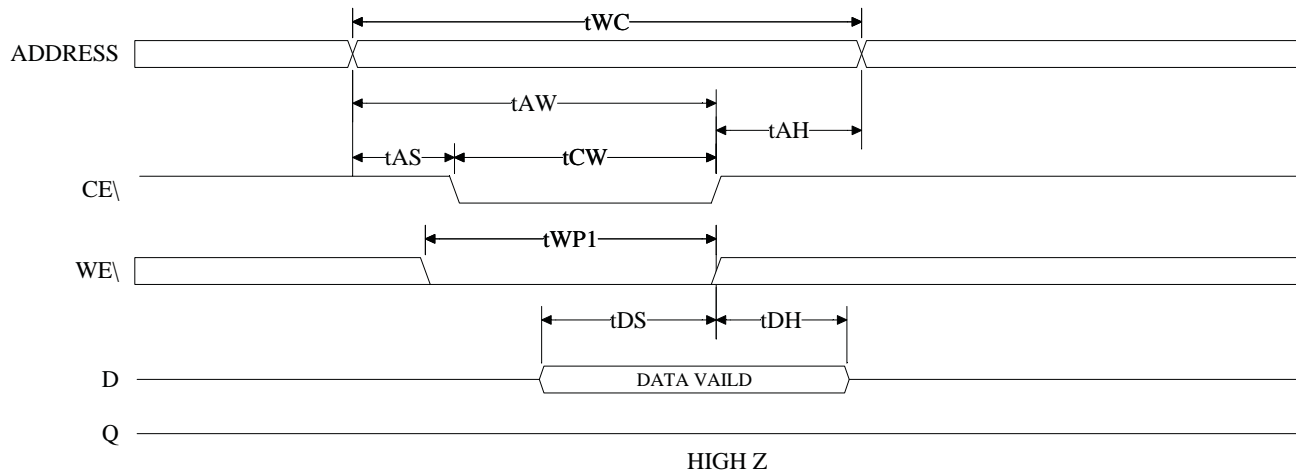 tWC
ADDRESS
tAW
tAH
tAS
tCW
CE\
tWP1
WE\
tDS
tDH
D
DATA VAILD
Q
HIGH Z